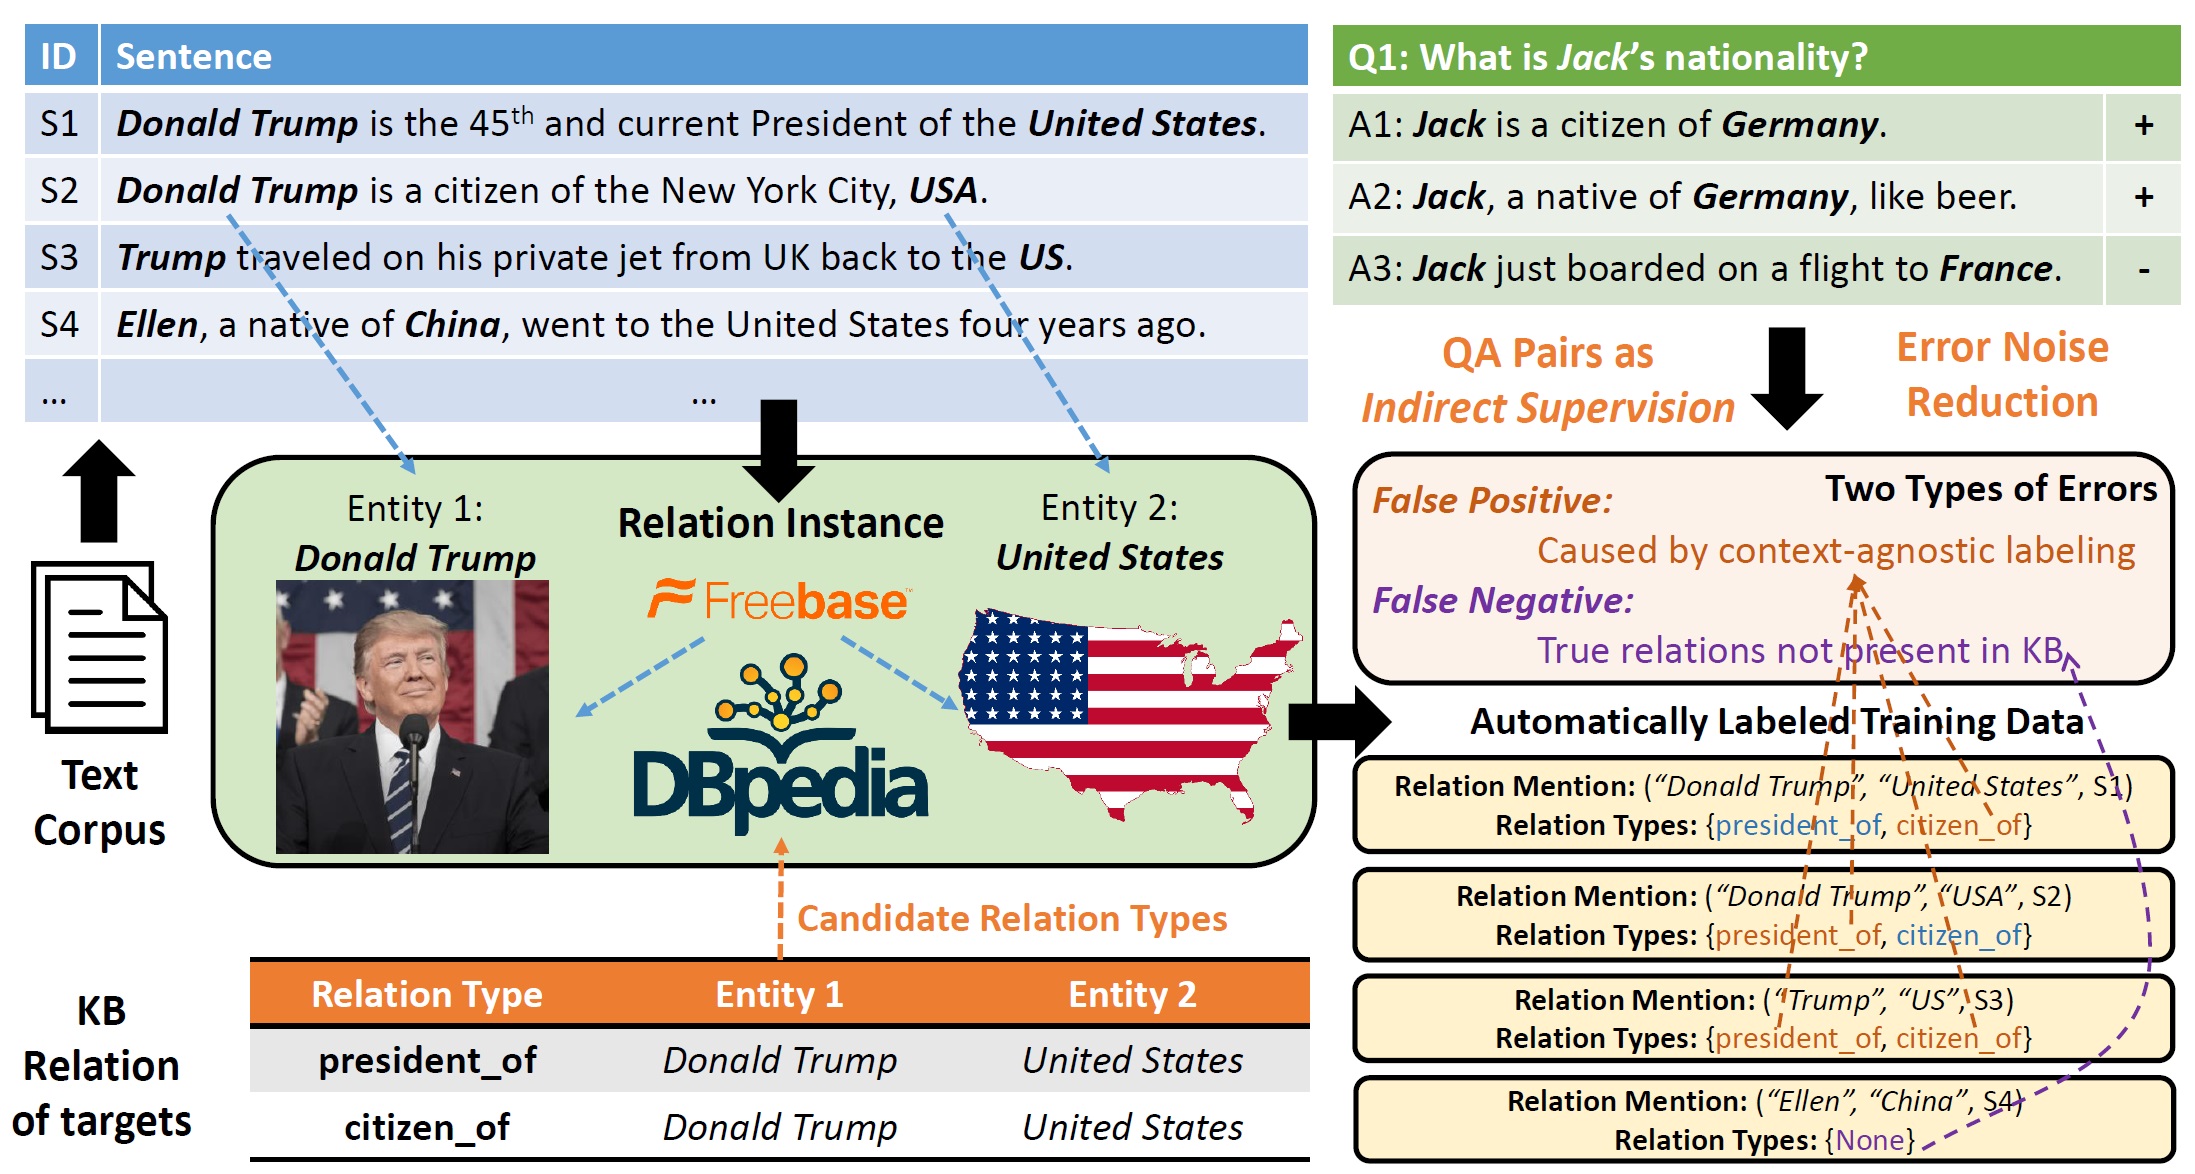 ID Sentence
S1 Donald Trump is the 45th and current President of the United States.
S2 Donald Trump is a citizen of the New York City, USA.
S3 Trump traveled on his private jet from UK back to the US.
S4 Ellen, a native of China, went to the United States four years ago.
... ...
Text
Corpus
Entity 1:
Donald Trump
Relation Instance
Entity 2:
United States
Freebase™
DBpedia
Candidate Relation Types
KB
Relation
of targets
Relation Type Entity 1 Entity 2
president_of Donald Trump United States
citizen_of Donald Trump United States
Q1: What is Jack's nationality?
A1: Jack is a citizen of Germany. +
A2: Jack, a native of Germany, like beer. +
A3: Jack just boarded on a flight to France. -
QA Pairs as
Indirect Supervision
Error Noise
Reduction
Two Types of Errors
False Positive:
Caused by context-agnostic labeling
False Negative:
True relations not present in KB
Automatically Labeled Training Data
Relation Mention: (“Donald Trump”, “United States”, S1)
Relation Types: {president_of, citizen_of}
Relation Mention: (“Donald Trump”, “USA”, S2)
Relation Types: {president_of, citizen_of}
Relation Mention: (“Trump”, “US”, S3)
Relation Types: {president_of, citizen_of}
Relation Mention: (“Ellen”, “China”, S4)
Relation Types: {None}